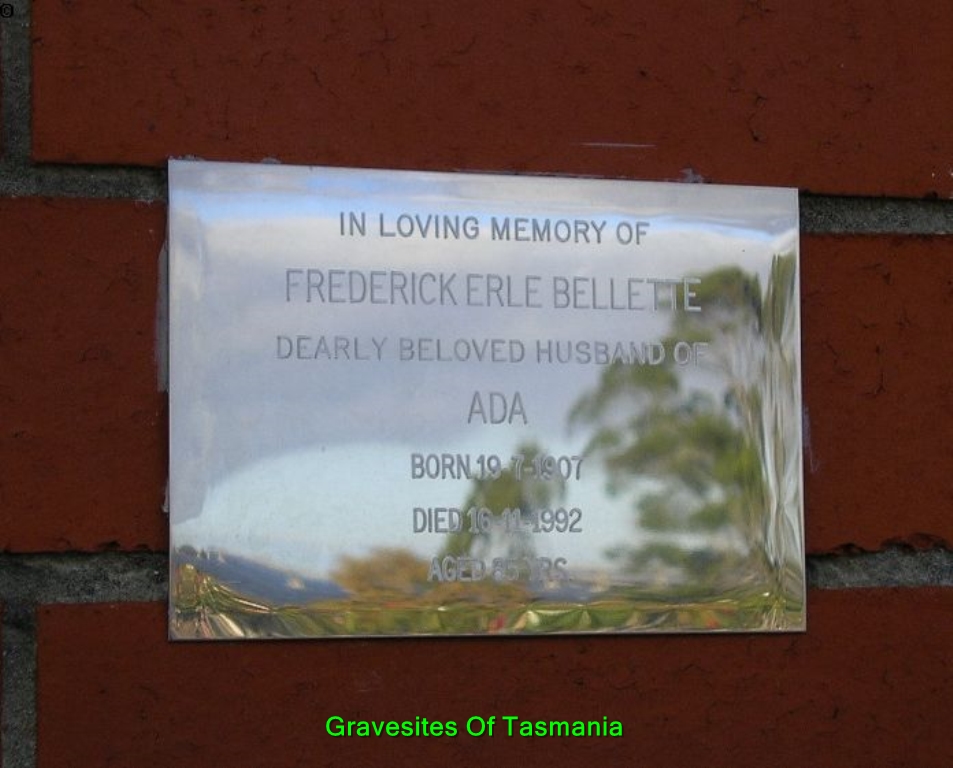 IN LOVING MEMORY OF
FREDERICK ERLE BELLETTE
DEARLY BELOVED HUSBAND OF
ADA
BORN 19-7-1907
DIED 16-11-1992
AGED 85 YRS.
Gravesites Of Tasmania